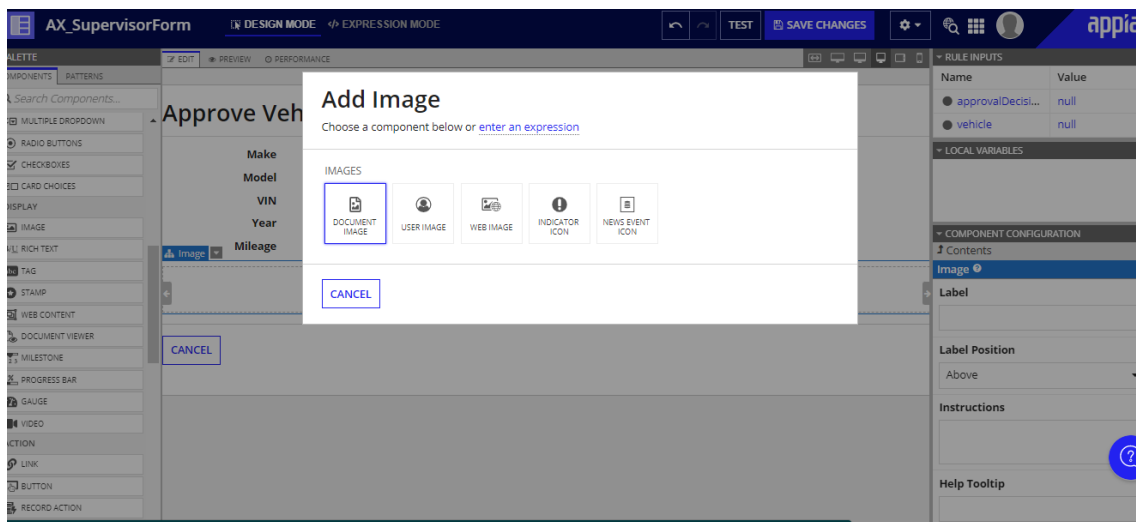 AX_SupervisorForm
DESIGN MODE
</> EXPRESSION MODE
TEST
SAVE CHANGES
appia
ALETTE
OMPONENTS
PATTERNS
Search Components...
MULTIPLE DROPDOWN
RADIO BUTTONS
CHECKBOXES
CARD CHOICES
DISPLAY
IMAGE
RICH TEXT
TAG
STAMP
WEB CONTENT
DOCUMENT VIEWER
MILESTONE
PROGRESS BAR
GAUGE
VIDEO
ACTION
LINK
BUTTON
RECORD ACTION
EDIT
PREVIEW
PERFORMANCE
Approve Veh
Make
Model
VIN
Year
Mileage
Image
CANCEL
Add Image
Choose a component below or enter an expression
IMAGES
DOCUMENT
IMAGE
USER IMAGE
WEB IMAGE
INDICATOR
ICON
NEWS EVENT
ICON
CANCEL
RULE INPUTS
Name Value
approvalDecisi... null
vehicle null
LOCAL VARIABLES
COMPONENT CONFIGURATION
Contents
Image
Label
Label Position
Above
Instructions
Help Tooltip